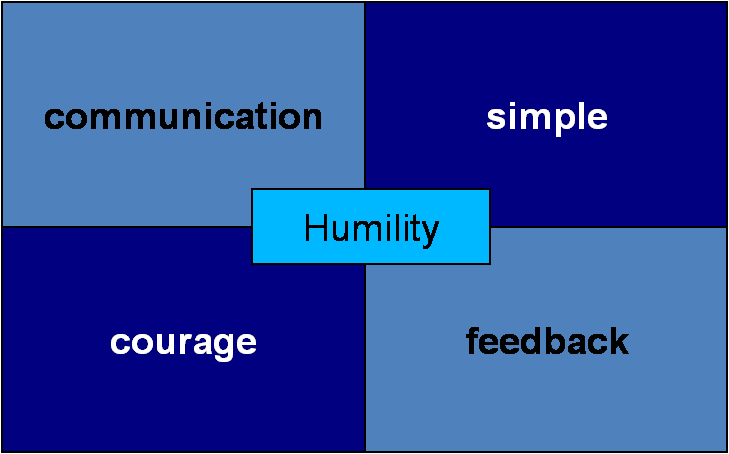 communication
simple
Humility
courage
feedback